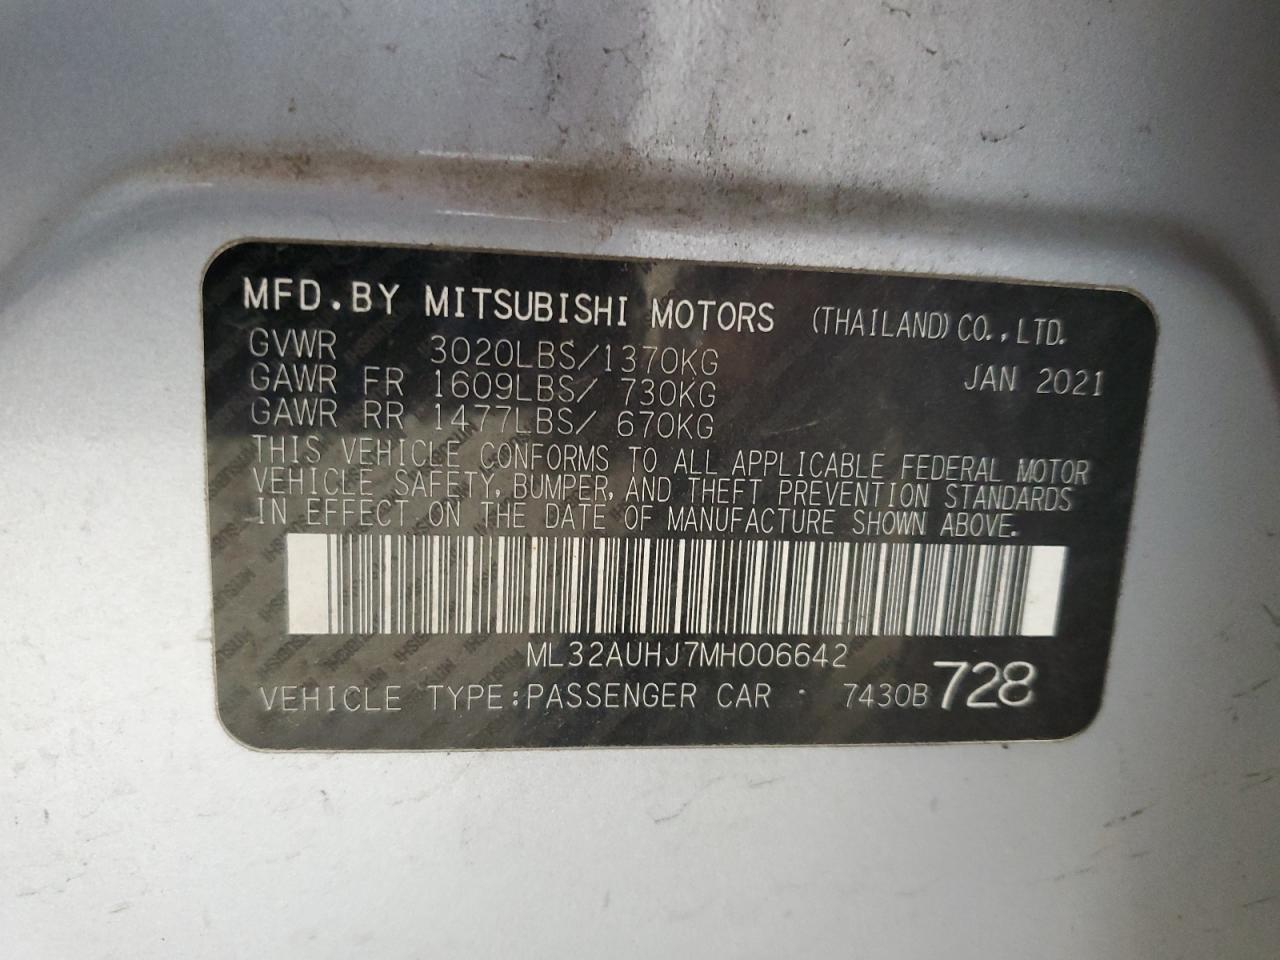 MFD.BY MITSUBISHI MOTORS (THAILAND) CO.,LTD.
GVWR 3020LBS/1370KG JAN 2021
GAWR FR 1609LBS/ 730KG
GAWR RR 1477LBS/ 670KG
THIS VEHICLE CONFORMS TO ALL APPLICABLE FEDERAL MOTOR
VEHICLE SAFETY, BUMPER, AND THEFT PREVENTION STANDARDS
IN EFFECT ON THE DATE OF MANUFACTURE SHOWN ABOVE.
ML32AUHJ7MH006642
VEHICLE TYPE:PASSENGER CAR · 7430B 728